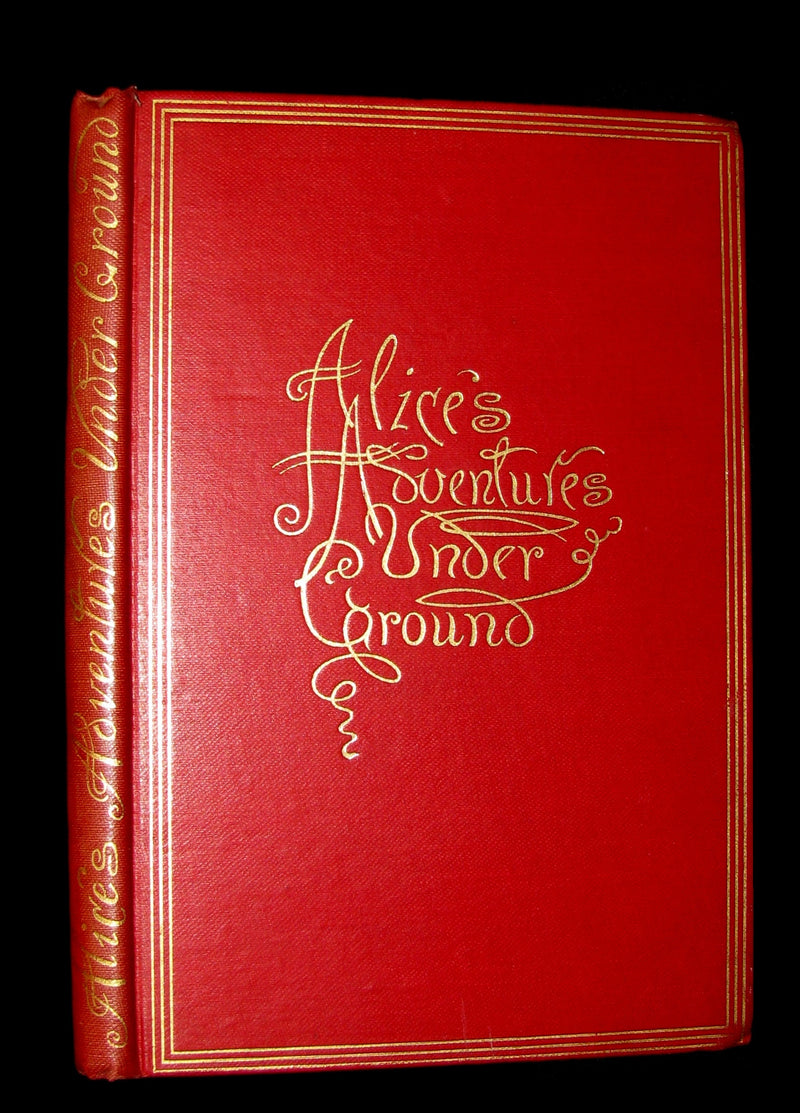 Alice's Adventures Under Ground
Alice's
Adventures
Under
Ground